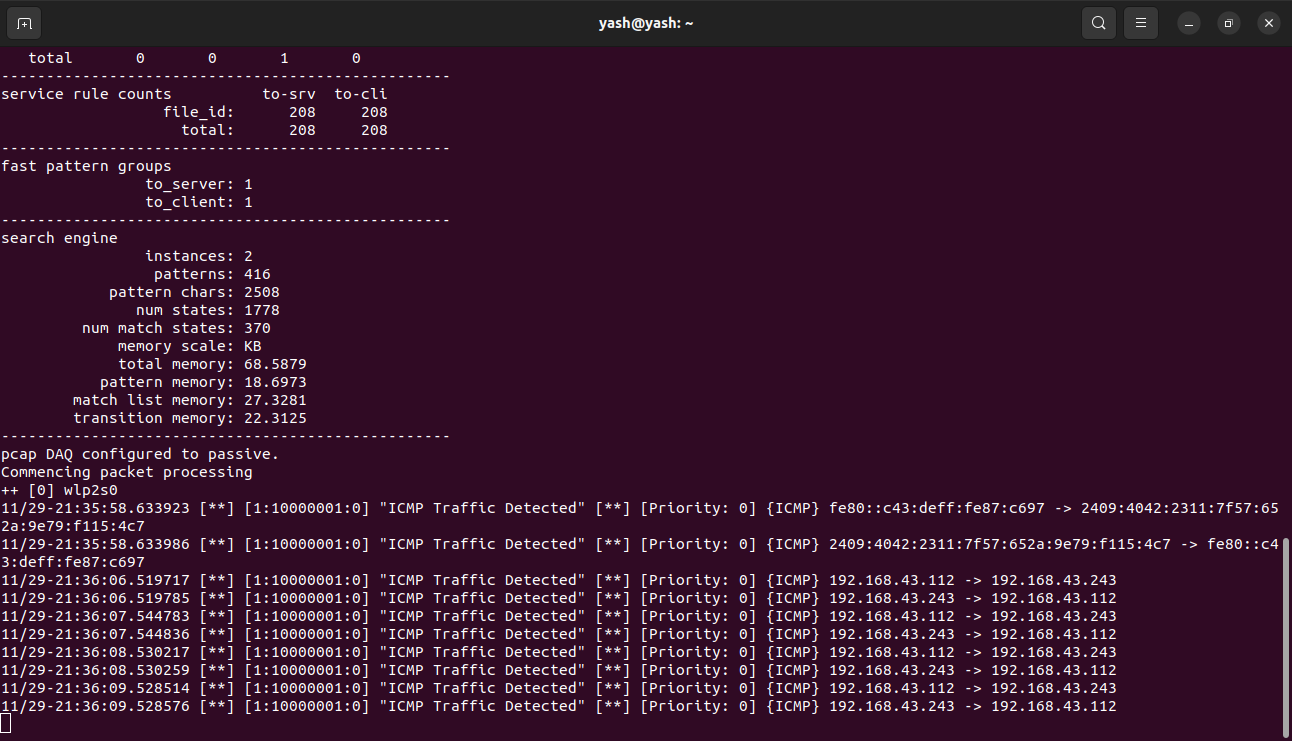 yash@yash: ~
total 0 0 1 0
--------------------------------------------------
service rule counts to-srv to-cli
file_id: 208 208
total: 208 208
--------------------------------------------------
fast pattern groups
to_server: 1
to_client: 1
--------------------------------------------------
search engine
instances: 2
patterns: 416
pattern chars: 2508
num states: 1778
num match states: 370
memory scale: KB
total memory: 68.5879
pattern memory: 18.6973
match list memory: 27.3281
transition memory: 22.3125
--------------------------------------------------
pcap DAQ configured to passive.
Commencing packet processing
++ [0] wlp2s0
11/29-21:35:58.633923 [**] [1:10000001:0] "ICMP Traffic Detected" [**] [Priority: 0] {ICMP} fe80::c43:deff:fe87:c697 -> 2409:4042:2311:7f57:65
2a:9e79:f115:4c7
11/29-21:35:58.633986 [**] [1:10000001:0] "ICMP Traffic Detected" [**] [Priority: 0] {ICMP} 2409:4042:2311:7f57:652a:9e79:f115:4c7 -> fe80::c4
3:deff:fe87:c697
11/29-21:36:06.519717 [**] [1:10000001:0] "ICMP Traffic Detected" [**] [Priority: 0] {ICMP} 192.168.43.112 -> 192.168.43.243
11/29-21:36:06.519785 [**] [1:10000001:0] "ICMP Traffic Detected" [**] [Priority: 0] {ICMP} 192.168.43.243 -> 192.168.43.112
11/29-21:36:07.544783 [**] [1:10000001:0] "ICMP Traffic Detected" [**] [Priority: 0] {ICMP} 192.168.43.112 -> 192.168.43.243
11/29-21:36:07.544836 [**] [1:10000001:0] "ICMP Traffic Detected" [**] [Priority: 0] {ICMP} 192.168.43.243 -> 192.168.43.112
11/29-21:36:08.530217 [**] [1:10000001:0] "ICMP Traffic Detected" [**] [Priority: 0] {ICMP} 192.168.43.112 -> 192.168.43.243
11/29-21:36:08.530259 [**] [1:10000001:0] "ICMP Traffic Detected" [**] [Priority: 0] {ICMP} 192.168.43.243 -> 192.168.43.112
11/29-21:36:09.528514 [**] [1:10000001:0] "ICMP Traffic Detected" [**] [Priority: 0] {ICMP} 192.168.43.112 -> 192.168.43.243
11/29-21:36:09.528576 [**] [1:10000001:0] "ICMP Traffic Detected" [**] [Priority: 0] {ICMP} 192.168.43.243 -> 192.168.43.112